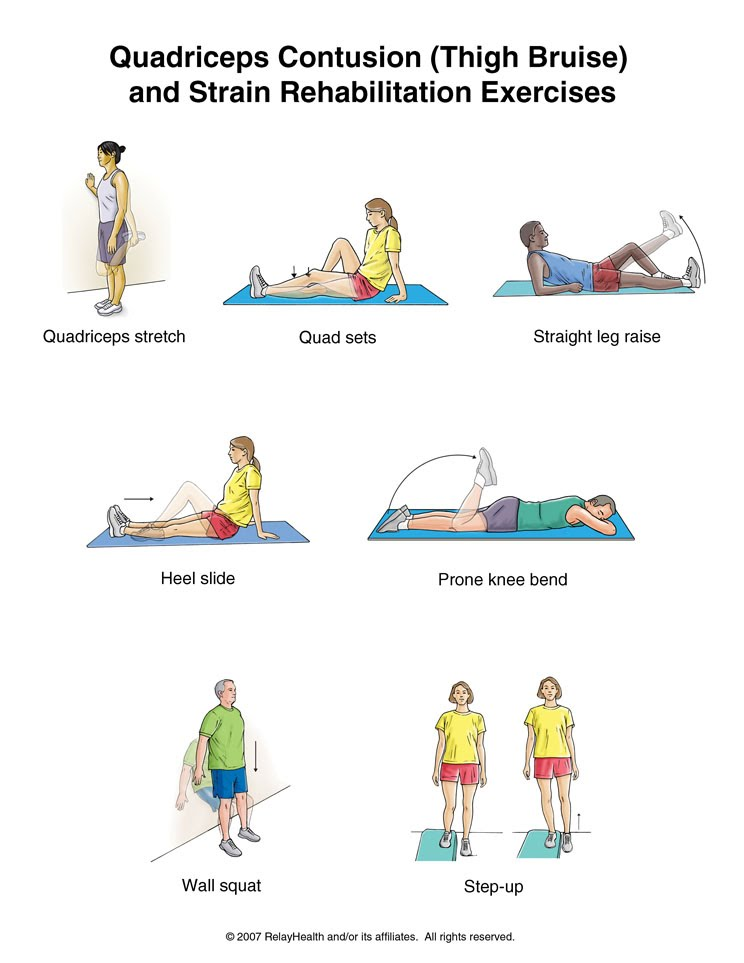 Quadriceps Contusion (Thigh Bruise)
and Strain Rehabilitation Exercises
Quadriceps stretch
Quad sets
Straight leg raise
Heel slide
Prone knee bend
Wall squat
Step-up
© 2007 RelayHealth and/or its affiliates. All rights reserved.